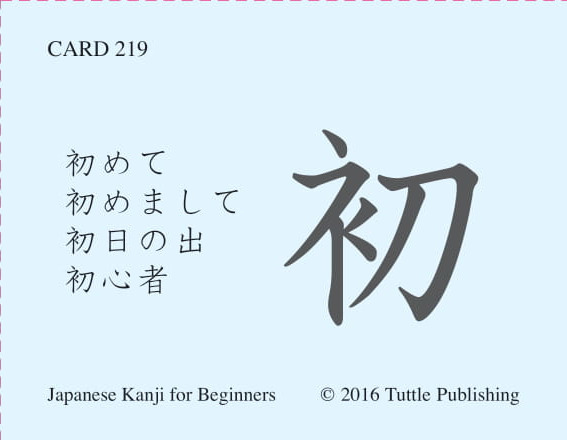 CARD 219
初めて
初めまして
初日の出
初心者
初
Japanese Kanji for Beginners
© 2016 Tuttle Publishing